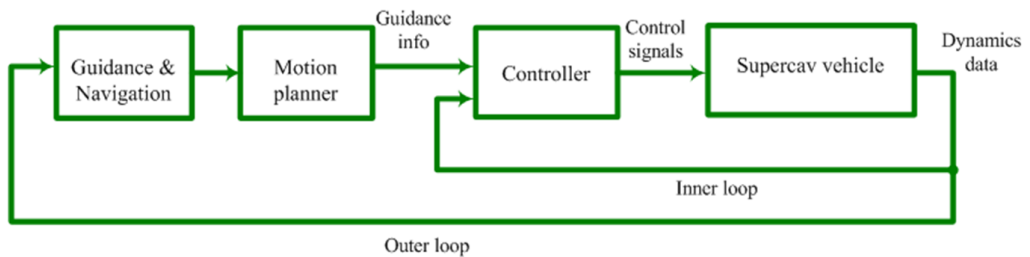 Guidance &
Navigation
Motion
planner
Guidance
info
Controller
Control
signals
Supercav vehicle
Dynamics
data
Inner loop
Outer loop